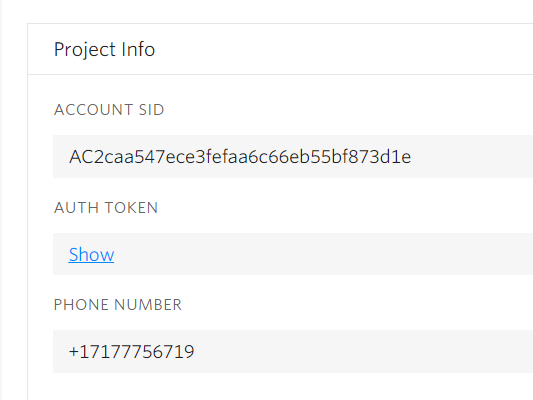 Project Info
ACCOUNT SID
AC2caa547ece3fefaa6c66eb55bf873d1e
AUTH TOKEN
Show
PHONE NUMBER
+17177756719